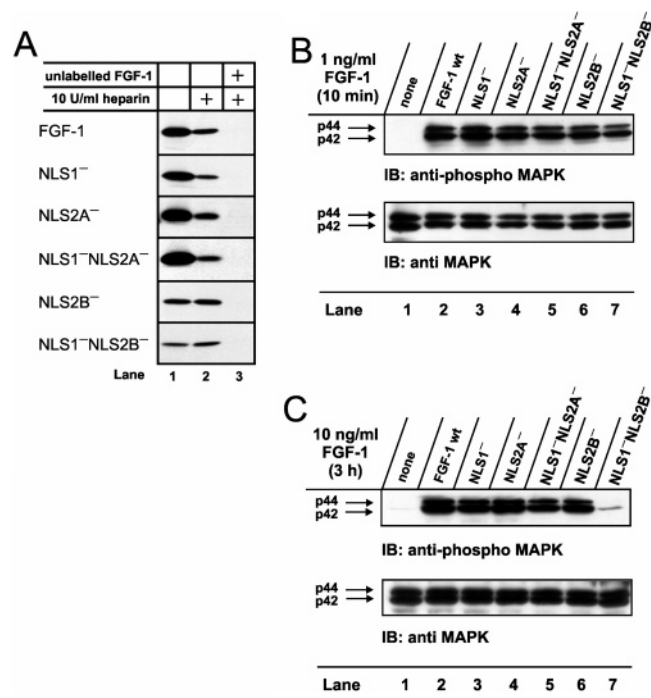 A
unlabelled FGF-1 +
10 U/ml heparin + +
FGF-1
NLS1⁻
NLS2A⁻
NLS1⁻NLS2A⁻
NLS2B⁻
NLS1⁻NLS2B⁻
Lane 1 2 3
B
1 ng/ml
FGF-1
(10 min)
none
FGF-1 wt
NLS1⁻
NLS2A⁻
NLS1⁻NLS2A⁻
NLS2B⁻
NLS1⁻NLS2B⁻
p44
p42
IB: anti-phospho MAPK
p44
p42
IB: anti MAPK
Lane 1 2 3 4 5 6 7
C
10 ng/ml
FGF-1
(3 h)
none
FGF-1 wt
NLS1⁻
NLS2A⁻
NLS1⁻NLS2A⁻
NLS2B⁻
NLS1⁻NLS2B⁻
p44
p42
IB: anti-phospho MAPK
p44
p42
IB: anti MAPK
Lane 1 2 3 4 5 6 7